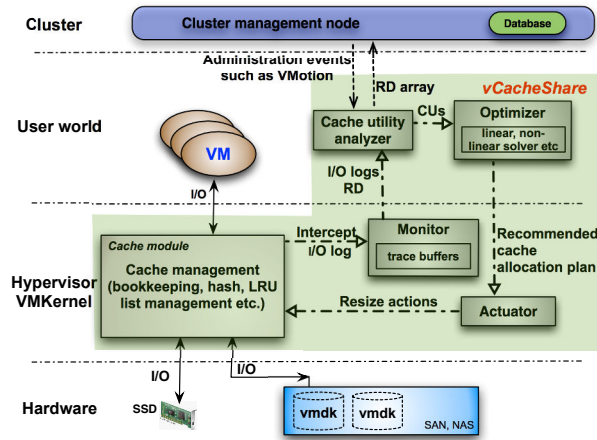 Cluster
Cluster management node
Database
Administration events
such as VMotion
RD array
vCacheShare
User world
VM
Cache utility
analyzer
CUs
Optimizer
linear, non-
linear solver etc
I/O
I/O logs
RD
Hypervisor
VMKernel
Cache module
Cache management
(bookkeeping, hash, LRU
list management etc.)
Intercept
I/O log
Monitor
trace buffers
Recommended
cache
allocation plan
Resize actions
Actuator
I/O
I/O
Hardware
SSD
vmdk
vmdk
SAN, NAS